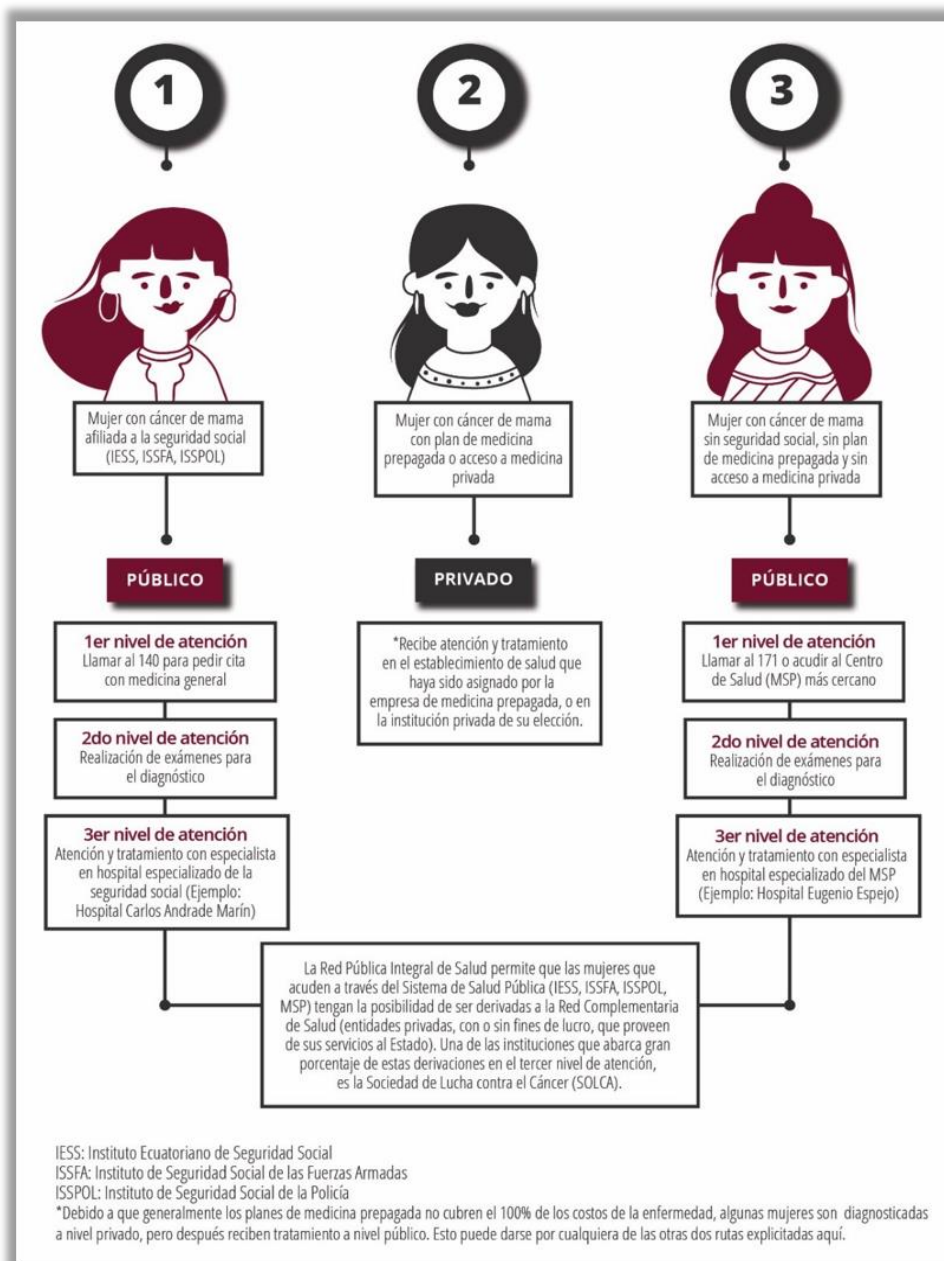 1
2
3
Mujer con cáncer de mama
afiliada a la seguridad social
(IESS, ISSFA, ISSPOL)
Mujer con cáncer de mama
con plan de medicina
prepagada o acceso a medicina
privada
Mujer con cáncer de mama
sin seguridad social, sin plan
de medicina prepagada y sin
acceso a medicina privada
PÚBLICO
PRIVADO
PÚBLICO
1er nivel de atención
Llamar al 140 para pedir cita
con medicina general
2do nivel de atención
Realización de exámenes para
el diagnóstico
3er nivel de atención
Atención y tratamiento con especialista
en hospital especializado de la
seguridad social (Ejemplo:
Hospital Carlos Andrade Marín)
*Recibe atención y tratamiento
en el establecimiento de salud que
haya sido asignado por la
empresa de medicina prepagada, o en
la institución privada de su elección.
1er nivel de atención
Llamar al 171 o acudir al Centro
de Salud (MSP) más cercano
2do nivel de atención
Realización de exámenes para
el diagnóstico
3er nivel de atención
Atención y tratamiento con especialista
en hospital especializado del MSP
(Ejemplo: Hospital Eugenio Espejo)
La Red Pública Integral de Salud permite que las mujeres que
acuden a través del Sistema de Salud Pública (IESS, ISSFA, ISSPOL,
MSP) tengan la posibilidad de ser derivadas a la Red Complementaria
de Salud (entidades privadas, con o sin fines de lucro, que proveen
de sus servicios al Estado). Una de las instituciones que abarca gran
porcentaje de estas derivaciones en el tercer nivel de atención,
es la Sociedad de Lucha contra el Cáncer (SOLCA).
IESS: Instituto Ecuatoriano de Seguridad Social
ISSFA: Instituto de Seguridad Social de las Fuerzas Armadas
ISSPOL: Instituto de Seguridad Social de la Policía
*Debido a que generalmente los planes de medicina prepagada no cubren el 100% de los costos de la enfermedad, algunas mujeres son diagnosticadas
a nivel privado, pero después reciben tratamiento a nivel público. Esto puede darse por cualquiera de las otras dos rutas explicitadas aquí.